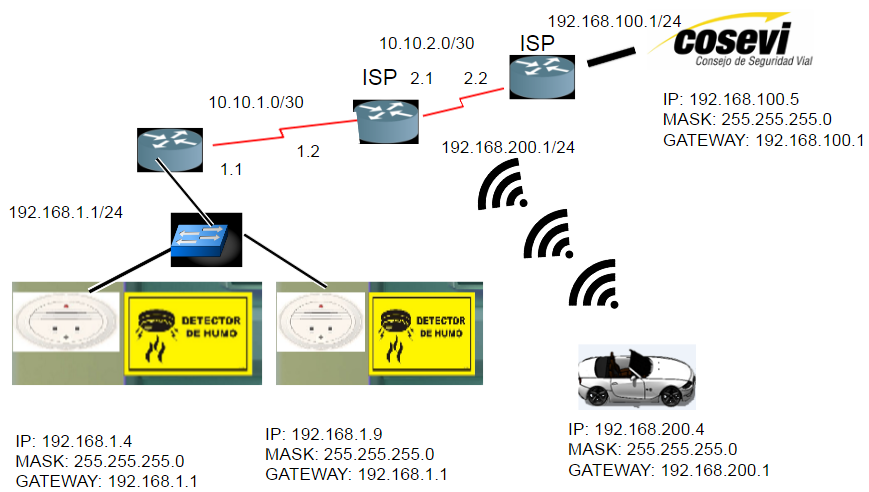 192.168.100.1/24
cosevi
Consejo de Seguridad Vial
10.10.2.0/30
ISP
ISP
2.1
2.2
IP: 192.168.100.5
MASK: 255.255.255.0
GATEWAY: 192.168.100.1
10.10.1.0/30
1.2
192.168.200.1/24
1.1
192.168.1.1/24
DETECTOR
DE HUMO
DETECTOR
DE HUMO
IP: 192.168.1.4
MASK: 255.255.255.0
GATEWAY: 192.168.1.1
IP: 192.168.1.9
MASK: 255.255.255.0
GATEWAY: 192.168.1.1
IP: 192.168.200.4
MASK: 255.255.255.0
GATEWAY: 192.168.200.1